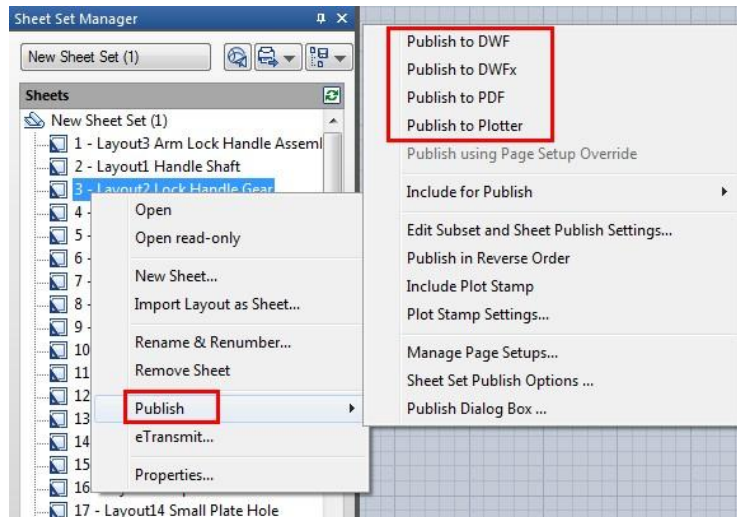 Sheet Set Manager
New Sheet Set (1)
Sheets
New Sheet Set (1)
1 - Layout3 Arm Lock Handle Asseml
2 - Layout1 Handle Shaft
3 - Layout2 Lock Handle Gear
4 -
5 -
6 -
7 -
8 -
9 -
10
11
12
13
14
15
16
17 - Layout14 Small Plate Hole
Open
Open read-only
New Sheet...
Import Layout as Sheet...
Rename & Renumber...
Remove Sheet
Publish
eTransmit...
Properties...
Publish to DWF
Publish to DWFx
Publish to PDF
Publish to Plotter
Publish using Page Setup Override
Include for Publish
Edit Subset and Sheet Publish Settings...
Publish in Reverse Order
Include Plot Stamp
Plot Stamp Settings...
Manage Page Setups...
Sheet Set Publish Options ...
Publish Dialog Box ...